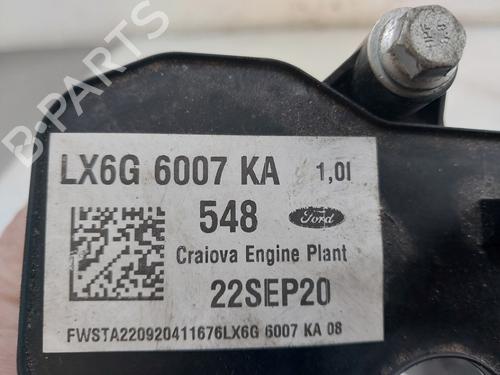 B-PARTS
LX6G 6007 KA 1,0l
548 Ford
Craiova Engine Plant
22SEP20
FWSTA220920411676LX6G 6007 KA 08